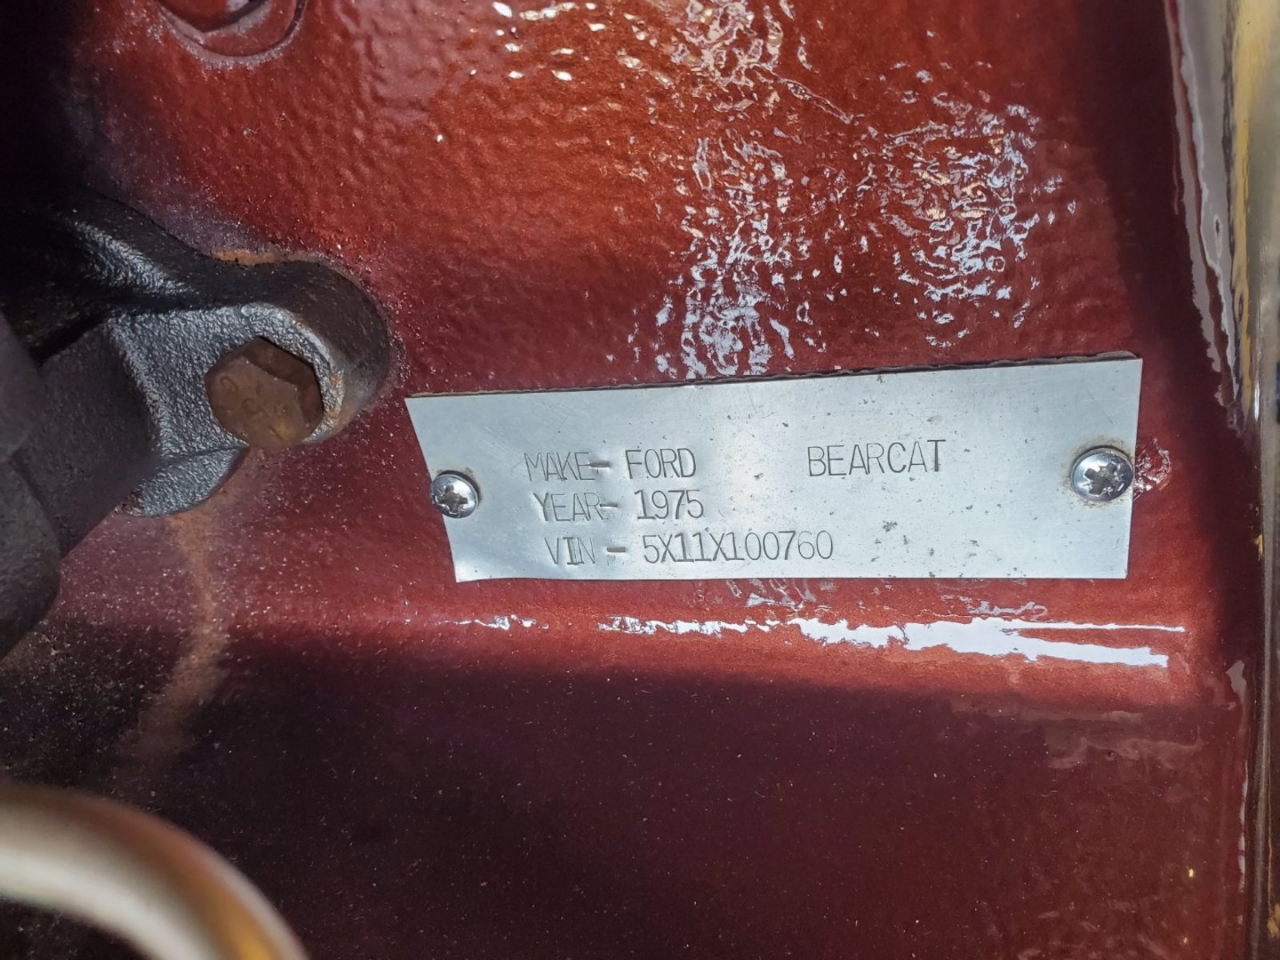 MAKE- FORD BEARCAT
YEAR- 1975
VIN - 5X11X100760